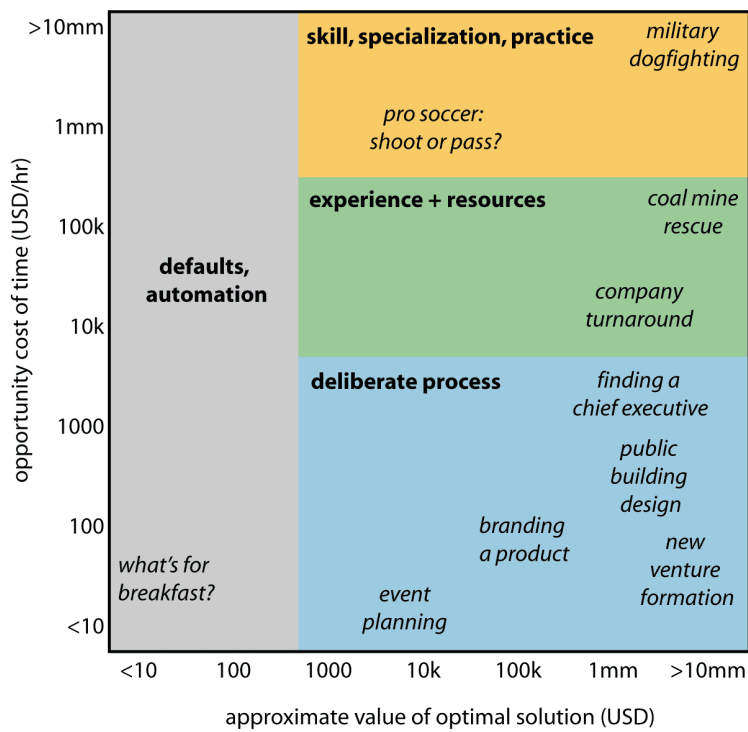 >10mm
1mm
100k
10k
1000
100
<10
opportunity cost of time (USD/hr)
skill, specialization, practice
military
dogfighting
pro soccer:
shoot or pass?
experience + resources
coal mine
rescue
defaults,
automation
company
turnaround
deliberate process
finding a
chief executive
public
building
design
branding
a product
new
venture
formation
what’s for
breakfast?
event
planning
<10 100 1000 10k 100k 1mm >10mm
approximate value of optimal solution (USD)